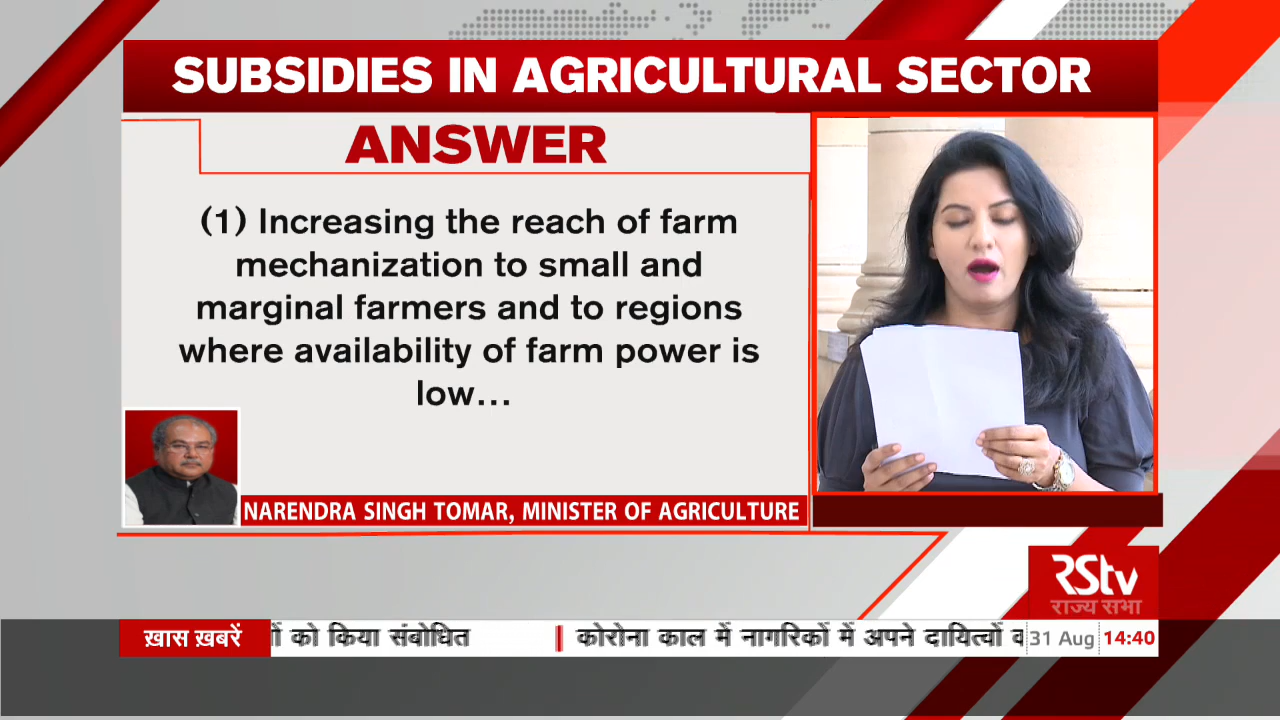 SUBSIDIES IN AGRICULTURAL SECTOR
ANSWER
(1) Increasing the reach of farm
mechanization to small and
marginal farmers and to regions
where availability of farm power is
low...
NARENDRA SINGH TOMAR, MINISTER OF AGRICULTURE
RStv
राज्य सभा
ख़ास ख़बरें
को किया संबोधित
| कोरोना काल में नागरिकों में अपने दायित्वों
31 Aug
14:40